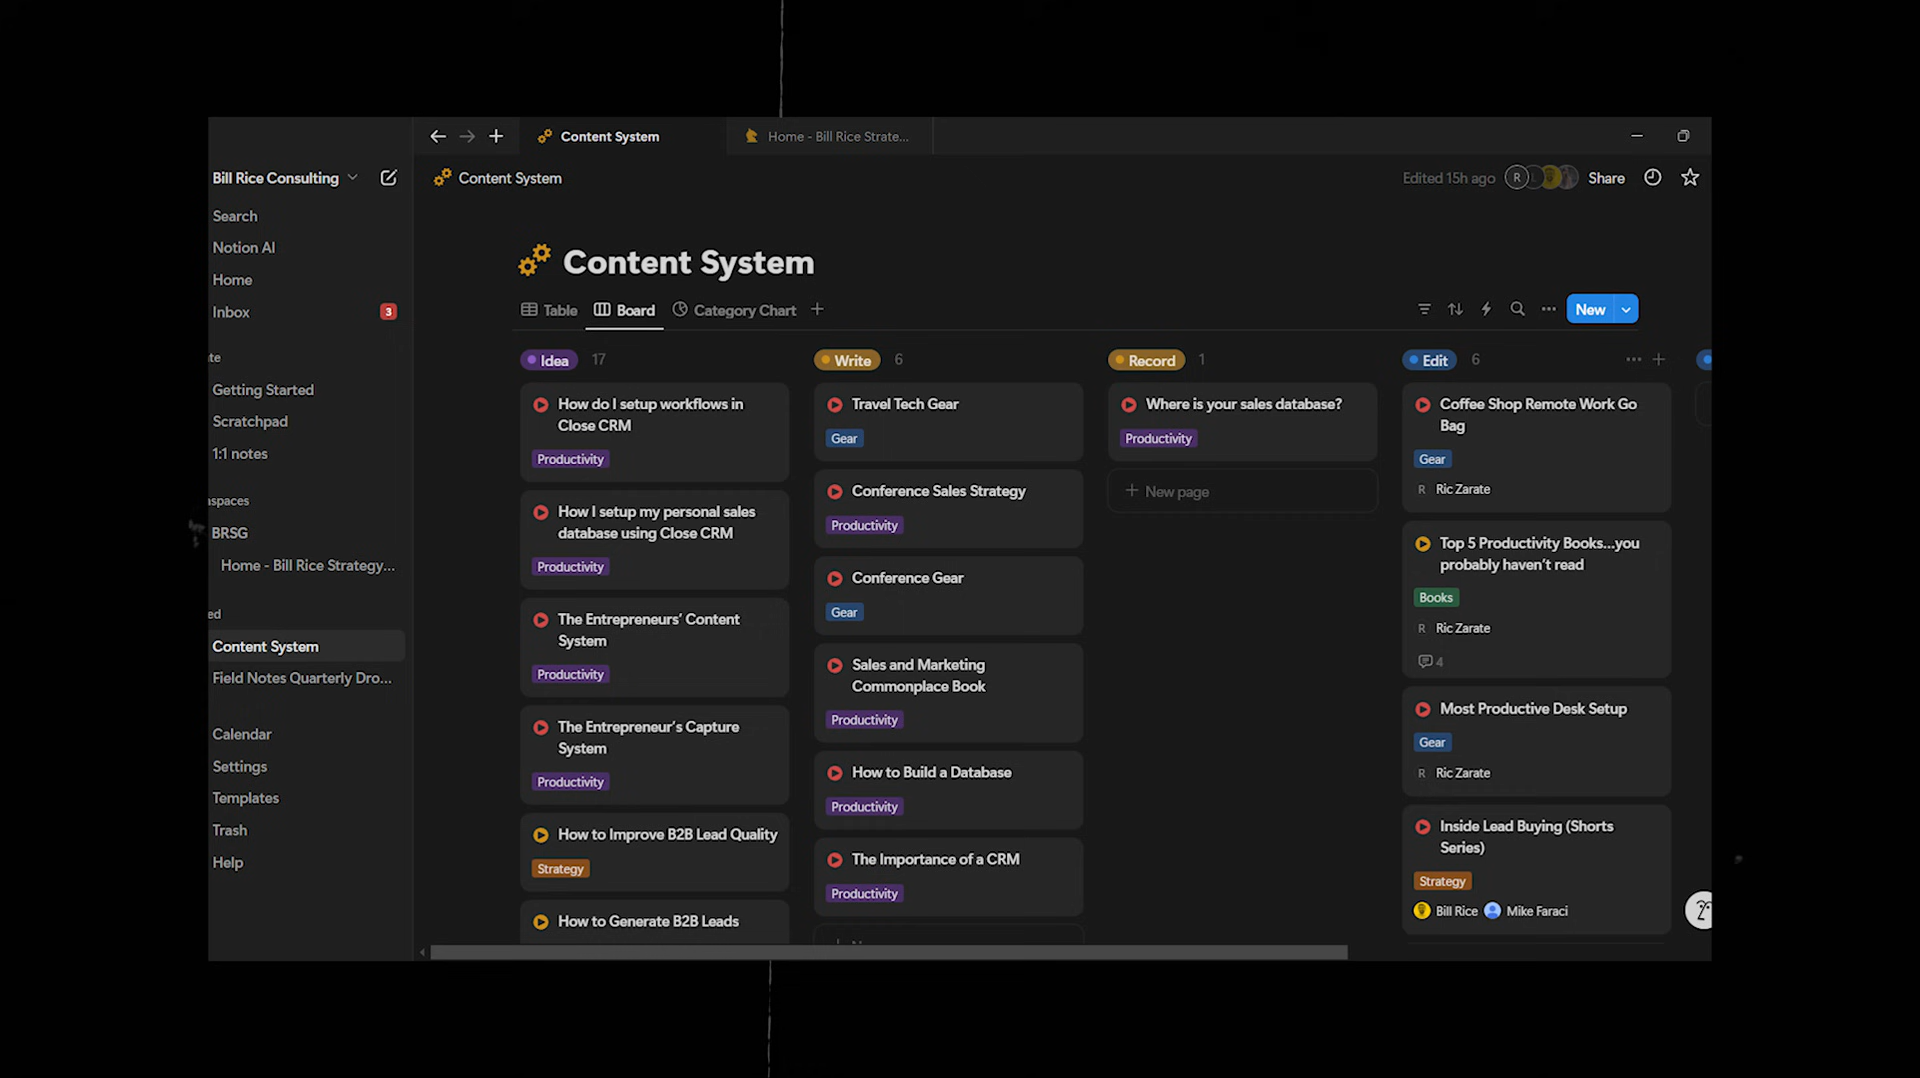 Content System
Home - Bill Rice Strate...
Bill Rice Consulting
Content System
Edited 15h ago
R
Share
Search
Notion AI
Home
Inbox
3
te
Getting Started
Scratchpad
1:1 notes
spaces
BRSG
Home - Bill Rice Strategy...
ed
Content System
Field Notes Quarterly Dro...
Calendar
Settings
Templates
Trash
Help
Content System
Table
Board
Category Chart
New
Idea 17
How do I setup workflows in
Close CRM
Productivity
How I setup my personal sales
database using Close CRM
Productivity
The Entrepreneurs’ Content
System
Productivity
The Entrepreneur’s Capture
System
Productivity
How to Improve B2B Lead Quality
Strategy
How to Generate B2B Leads
Write 6
Travel Tech Gear
Gear
Conference Sales Strategy
Productivity
Conference Gear
Gear
Sales and Marketing
Commonplace Book
Productivity
How to Build a Database
Productivity
The Importance of a CRM
Productivity
Record 1
Where is your sales database?
Productivity
New page
Edit 6
Coffee Shop Remote Work Go
Bag
Gear
R Ric Zarate
Top 5 Productivity Books...you
probably haven’t read
Books
R Ric Zarate
4
Most Productive Desk Setup
Gear
R Ric Zarate
Inside Lead Buying (Shorts
Series)
Strategy
Bill Rice Mike Faraci